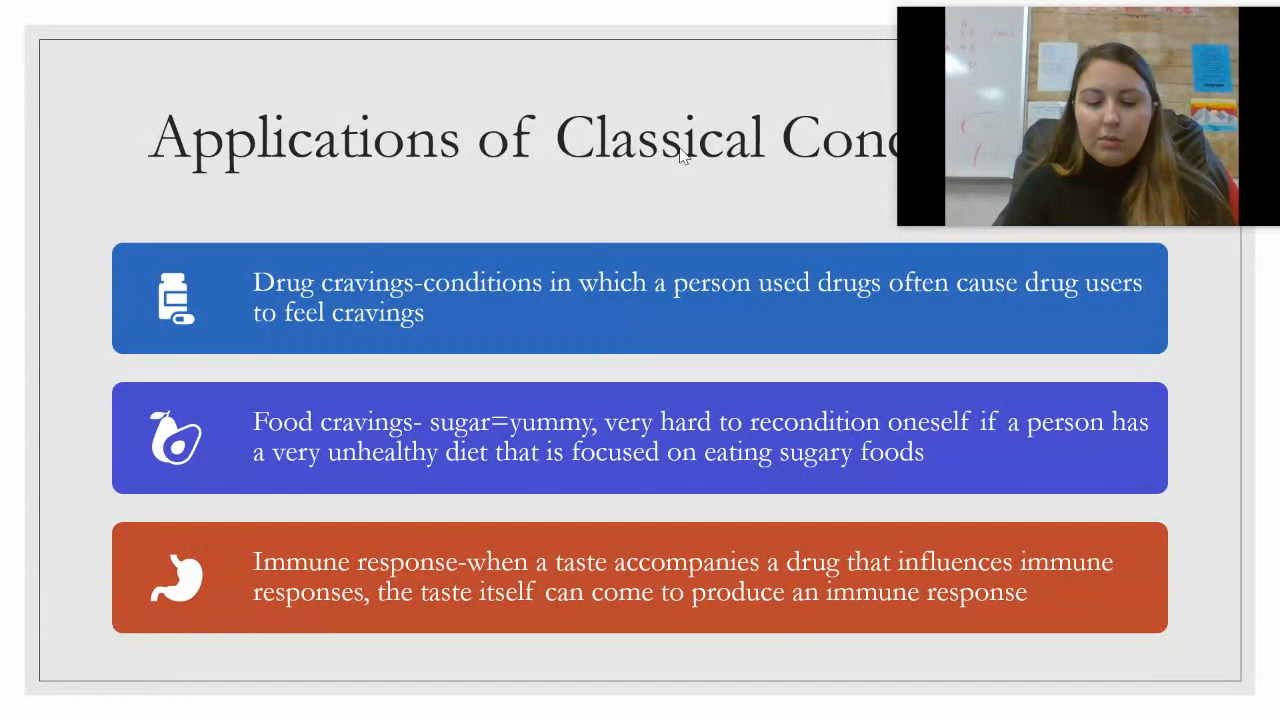 Applications of Classical Conc
Drug cravings-conditions in which a person used drugs often cause drug users
to feel cravings
Food cravings- sugar=yummy, very hard to recondition oneself if a person has
a very unhealthy diet that is focused on eating sugary foods
Immune response-when a taste accompanies a drug that influences immune
responses, the taste itself can come to produce an immune response